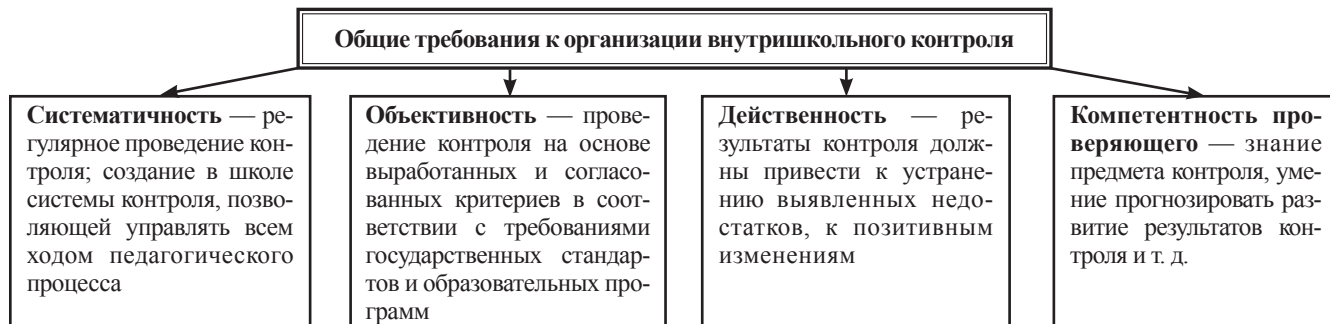 Общие требования к организации внутришкольного контроля
Систематичность — ре-
гулярное проведение кон-
троля; создание в школе
системы контроля, позво-
ляющей управлять всем
ходом педагогического
процесса
Объективность — прове-
дение контроля на основе
выработанных и согласо-
ванных критериев в соот-
ветствии с требованиями
государственных стандар-
тов и образовательных про-
грамм
Действенность — ре-
зультаты контроля долж-
ны привести к устране-
нию выявленных недо-
статков, к позитивным
изменениям
Компетентность про-
веряющего — знание
предмета контроля, уме-
ние прогнозировать раз-
витие результатов кон-
троля и т. д.